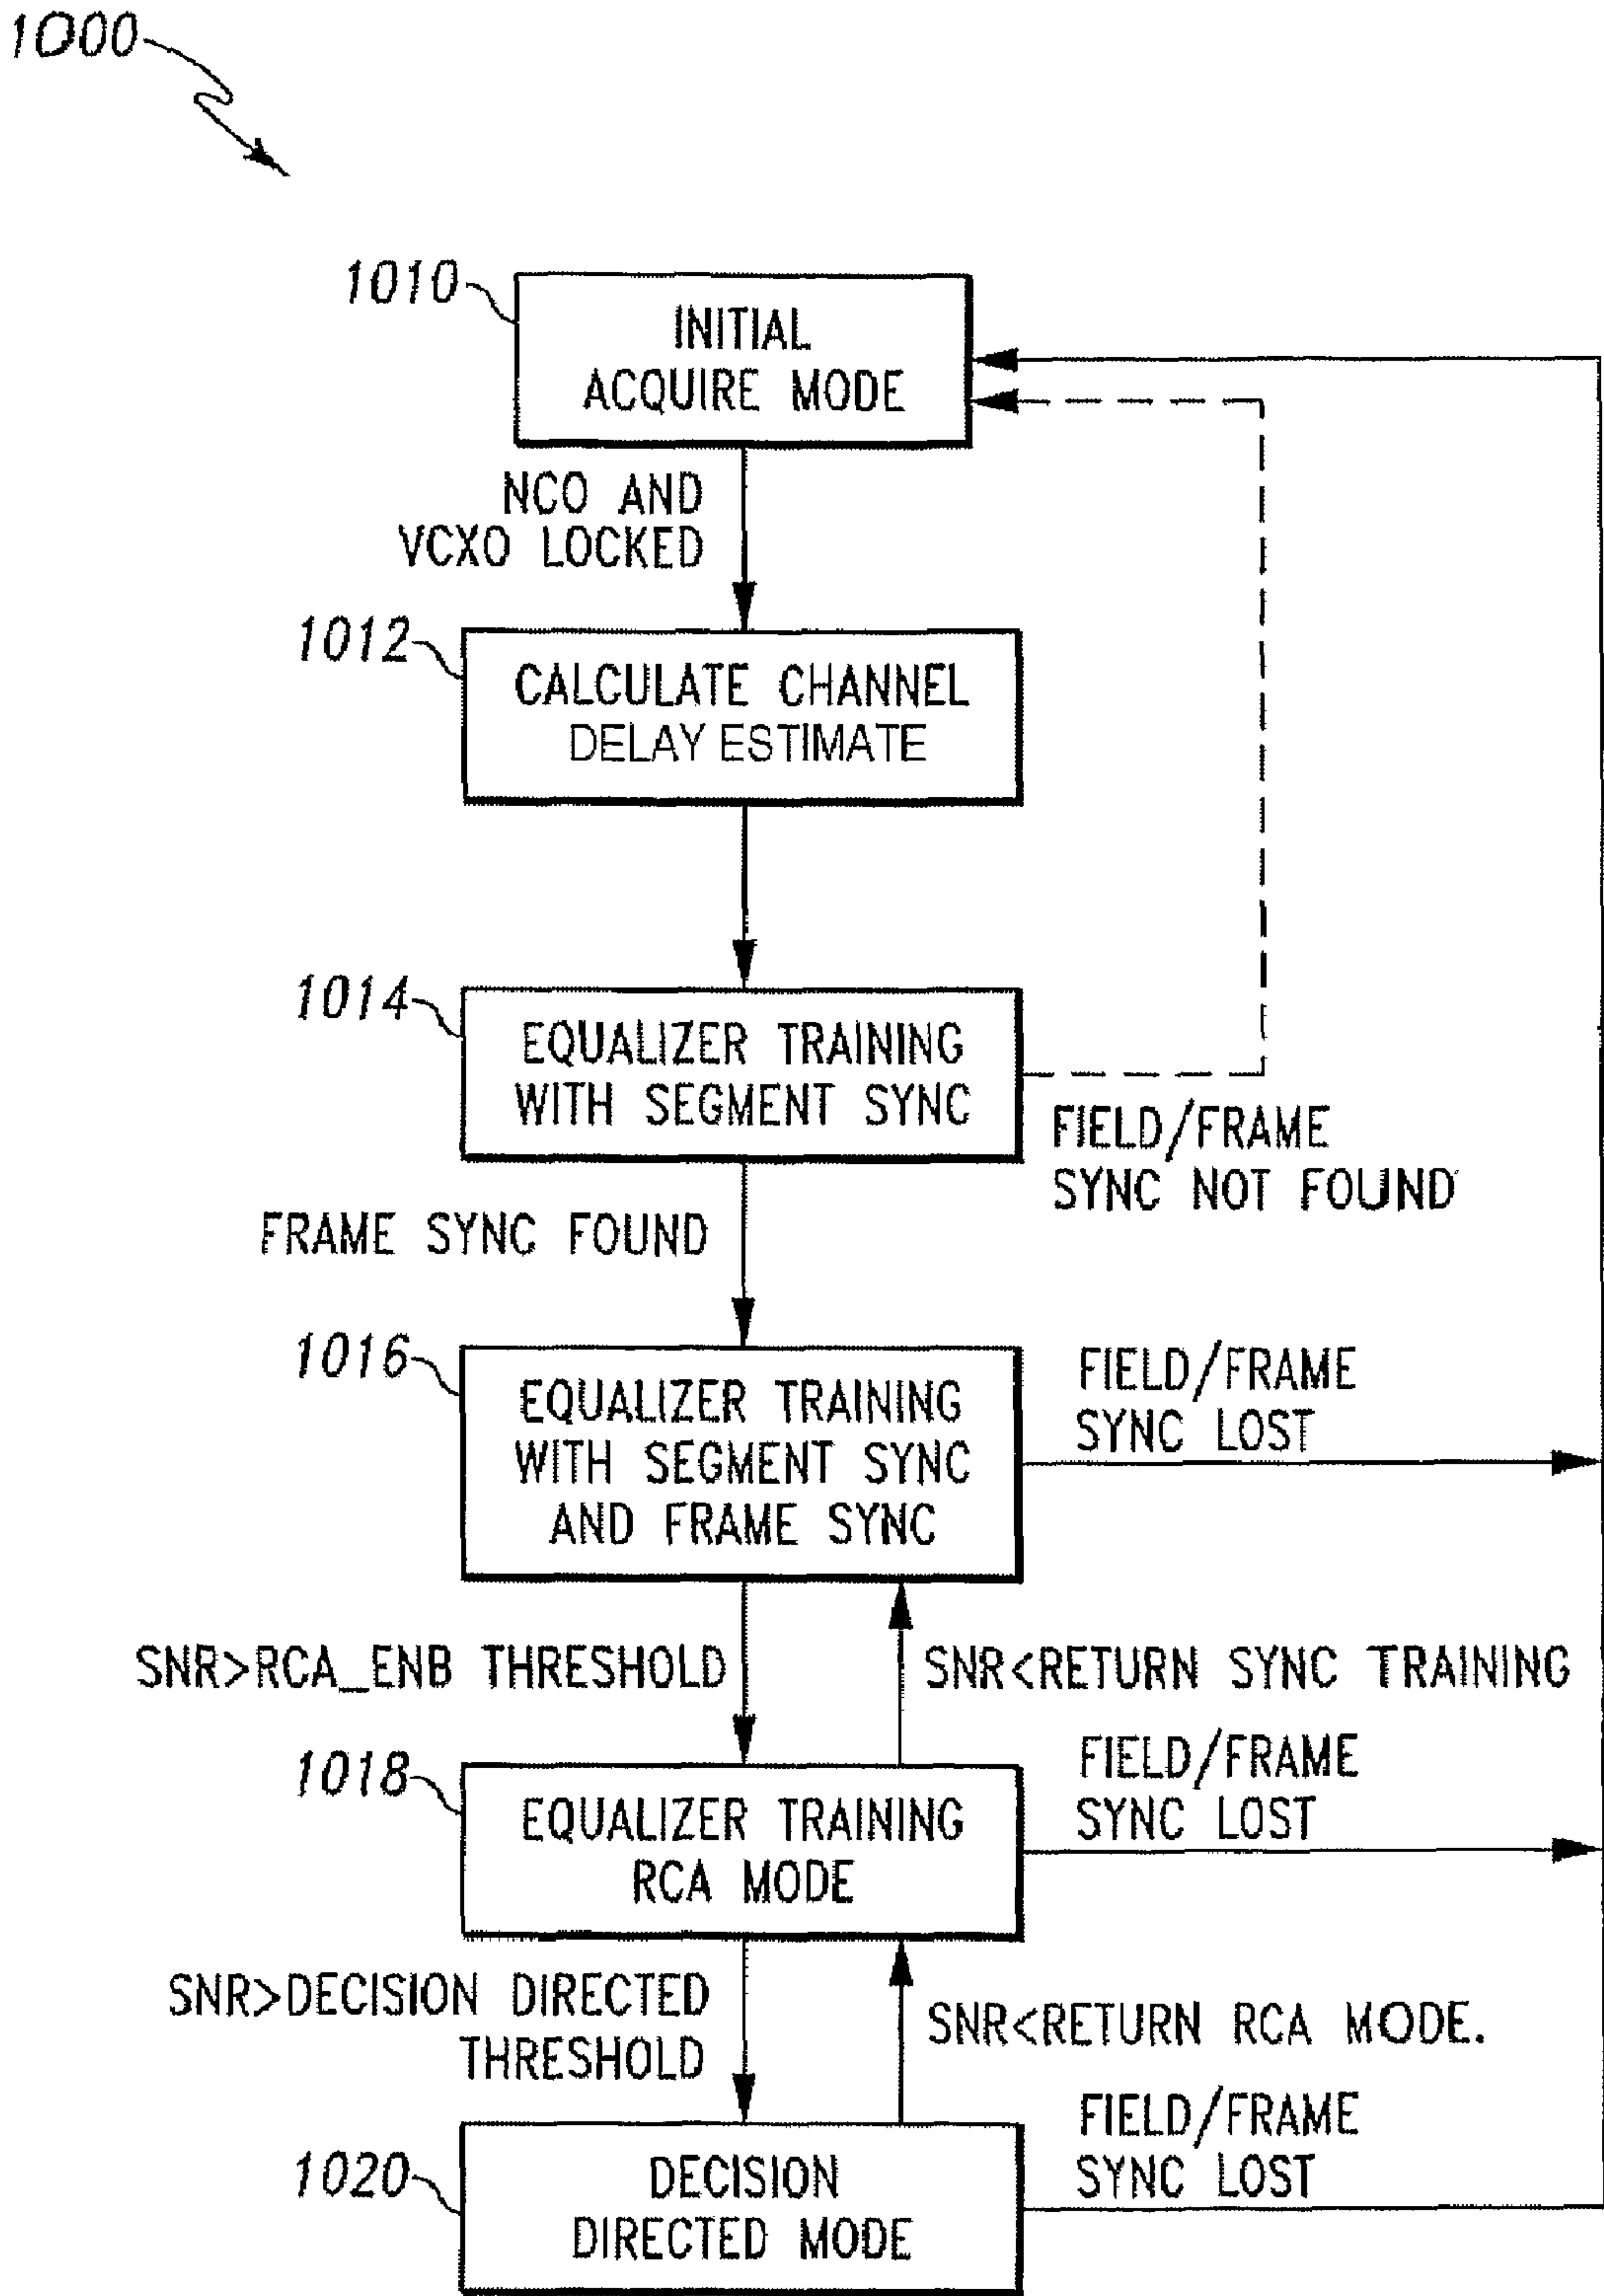 1000
1010
INITIAL
ACQUIRE MODE
NCO AND
VCXO LOCKED
1012
CALCULATE CHANNEL
DELAY ESTIMATE
1014
EQUALIZER TRAINING
WITH SEGMENT SYNC
FIELD/FRAME
SYNC NOT FOUND
FRAME SYNC FOUND
1016
EQUALIZER TRAINING
WITH SEGMENT SYNC
AND FRAME SYNC
FIELD/FRAME
SYNC LOST
SNR>RCA_ENB THRESHOLD
SNR<RETURN SYNC TRAINING
1018
EQUALIZER TRAINING
RCA MODE
FIELD/FRAME
SYNC LOST
SNR>DECISION DIRECTED
THRESHOLD
SNR<RETURN RCA MODE.
1020
DECISION
DIRECTED MODE
FIELD/FRAME
SYNC LOST